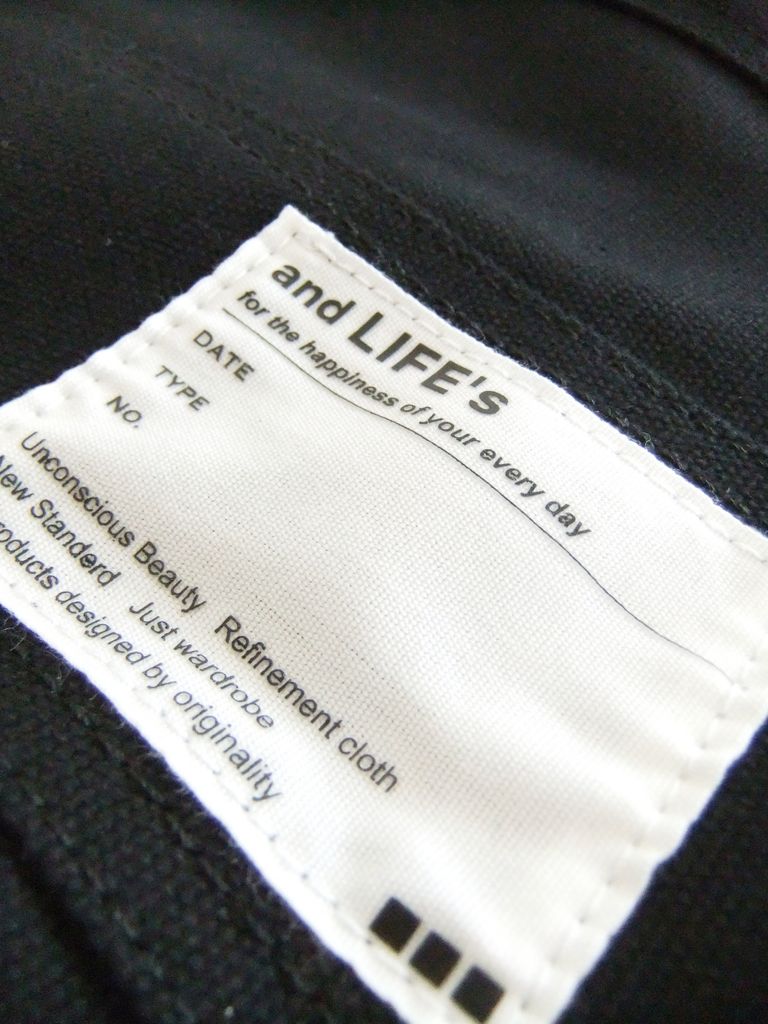 and LIFE's
for the happiness of your every day
DATE
TYPE
NO.
Unconscious Beauty Refinement cloth
New Standerd Just wardrobe
oducts designed by originality